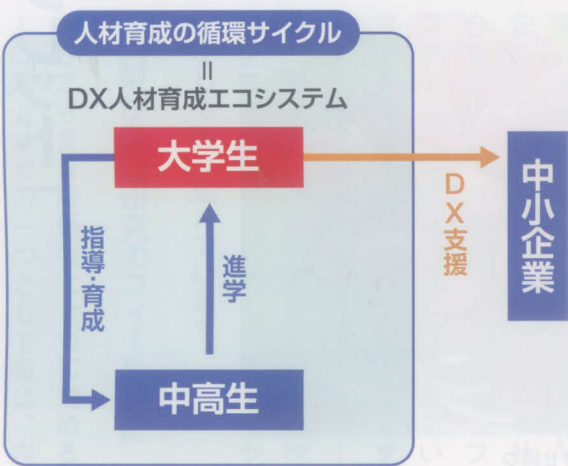 人材育成の循環サイクル
=
DX人材育成エコシステム
大学生
DX支援
中小企業
指導・育成
進学
中高生